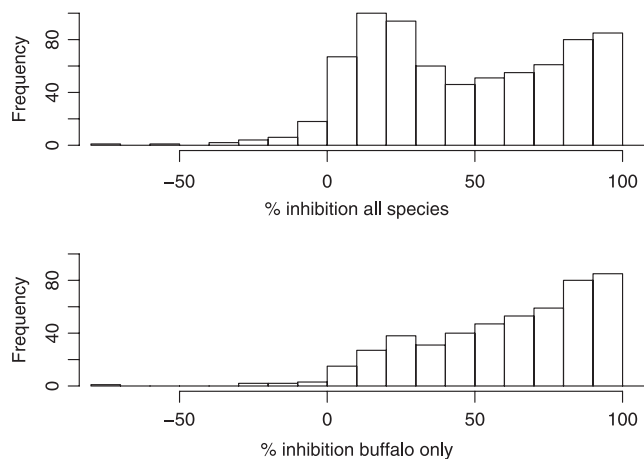 Frequency
80
40
0
−50 0 50 100
% inhibition all species
Frequency
80
40
0
−50 0 50 100
% inhibition buffalo only